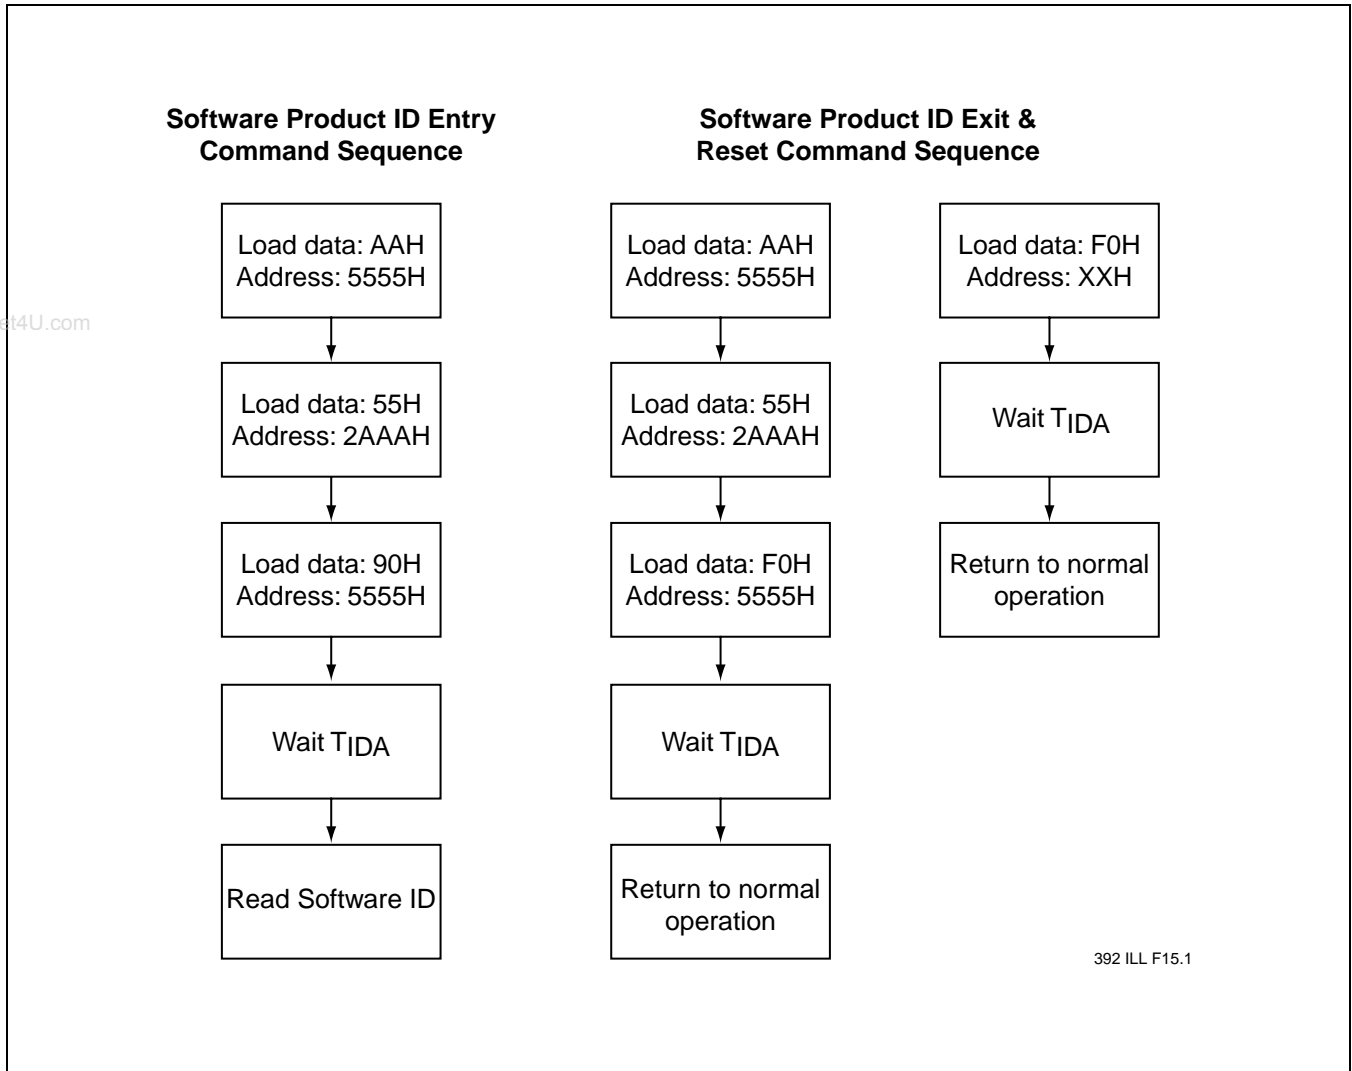 Software Product ID Entry
Command Sequence
Load data: AAH
Address: 5555H
Load data: 55H
Address: 2AAAH
Load data: 90H
Address: 5555H
Wait TIDA
Read Software ID
Software Product ID Exit &
Reset Command Sequence
Load data: AAH
Address: 5555H
Load data: 55H
Address: 2AAAH
Load data: F0H
Address: 5555H
Wait TIDA
Return to normal
operation
Load data: F0H
Address: XXH
Wait TIDA
Return to normal
operation
et4U.com
392 ILL F15.1